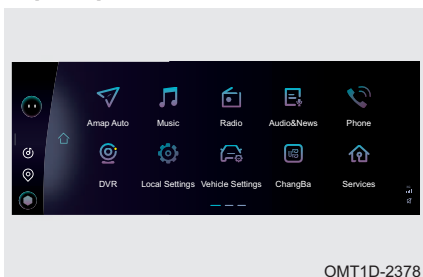 Amap Auto Music Radio Audio&News Phone
DVR Local Settings Vehicle Settings ChangBa Services
OMT1D-2378